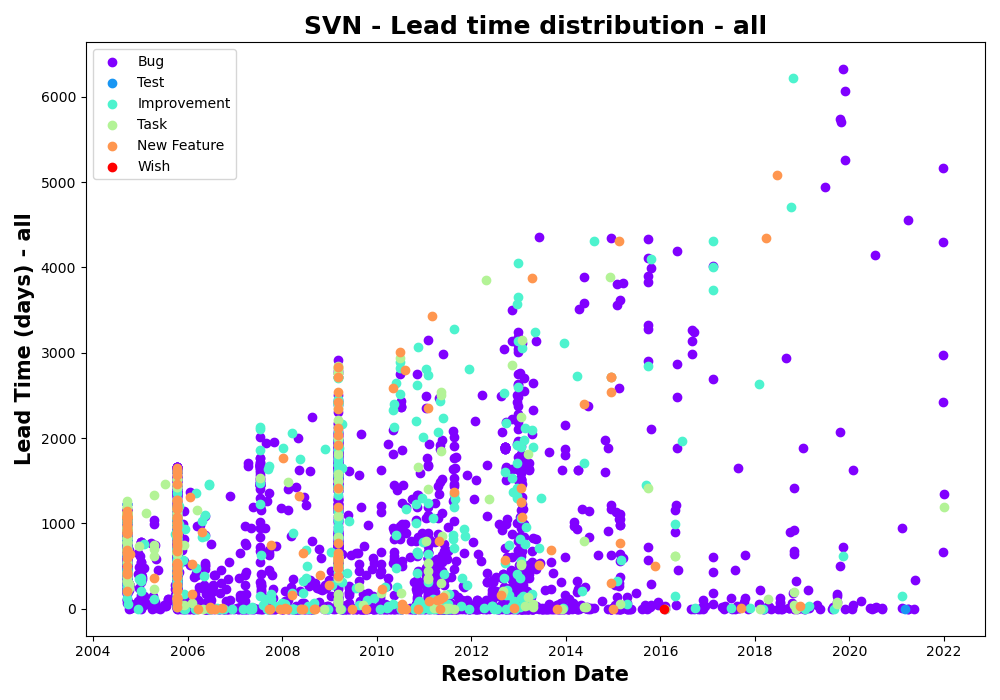 SVN - Lead time distribution - all
Bug
Test
Improvement
Task
New Feature
Wish
Lead Time (days) - all
6000
5000
4000
3000
2000
1000
0
2004 2006 2008 2010 2012 2014 2016 2018 2020 2022
Resolution Date